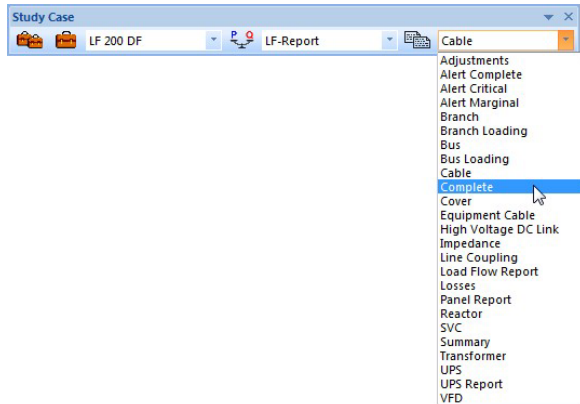 Study Case
LF 200 DF
P Q
LF-Report
Cable
Adjustments
Alert Complete
Alert Critical
Alert Marginal
Branch
Branch Loading
Bus
Bus Loading
Cable
Complete
Cover
Equipment Cable
High Voltage DC Link
Impedance
Line Coupling
Load Flow Report
Losses
Panel Report
Reactor
SVC
Summary
Transformer
UPS
UPS Report
VFD